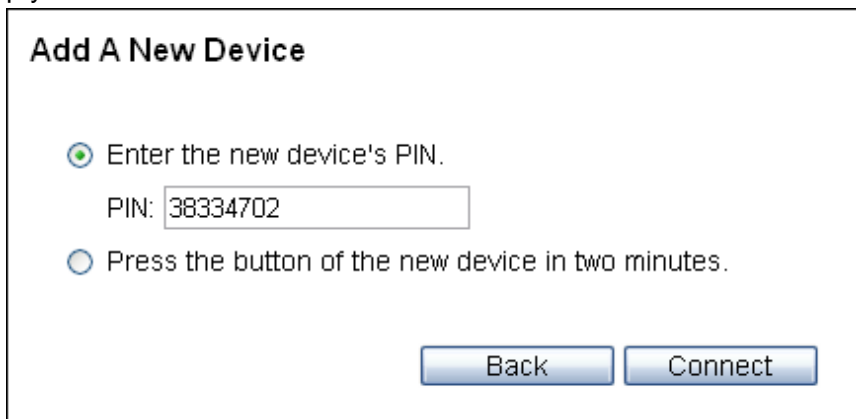 Add A New Device
Enter the new device's PIN.
PIN: 38334702
Press the button of the new device in two minutes.
Back Connect